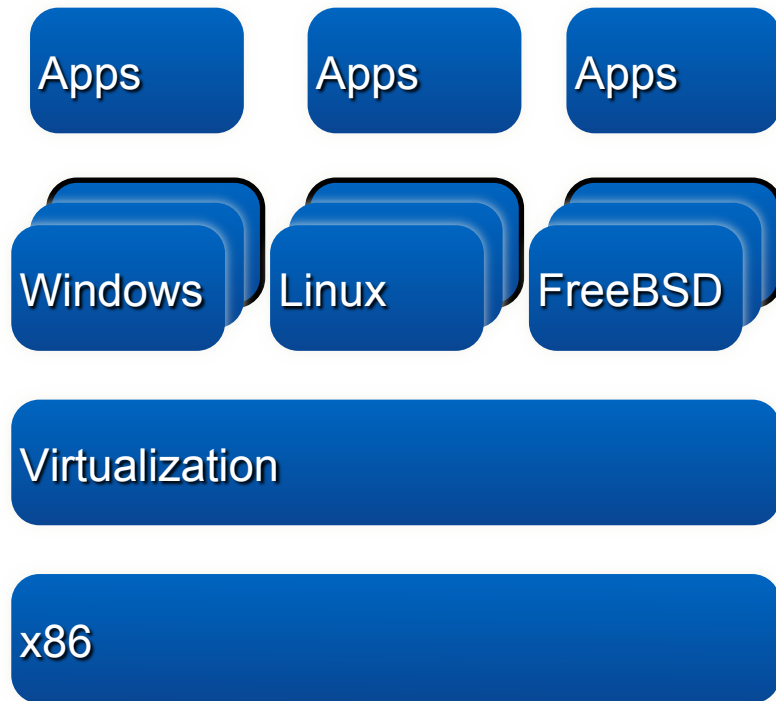 Apps
Apps
Apps
Windows
Linux
FreeBSD
Virtualization
x86